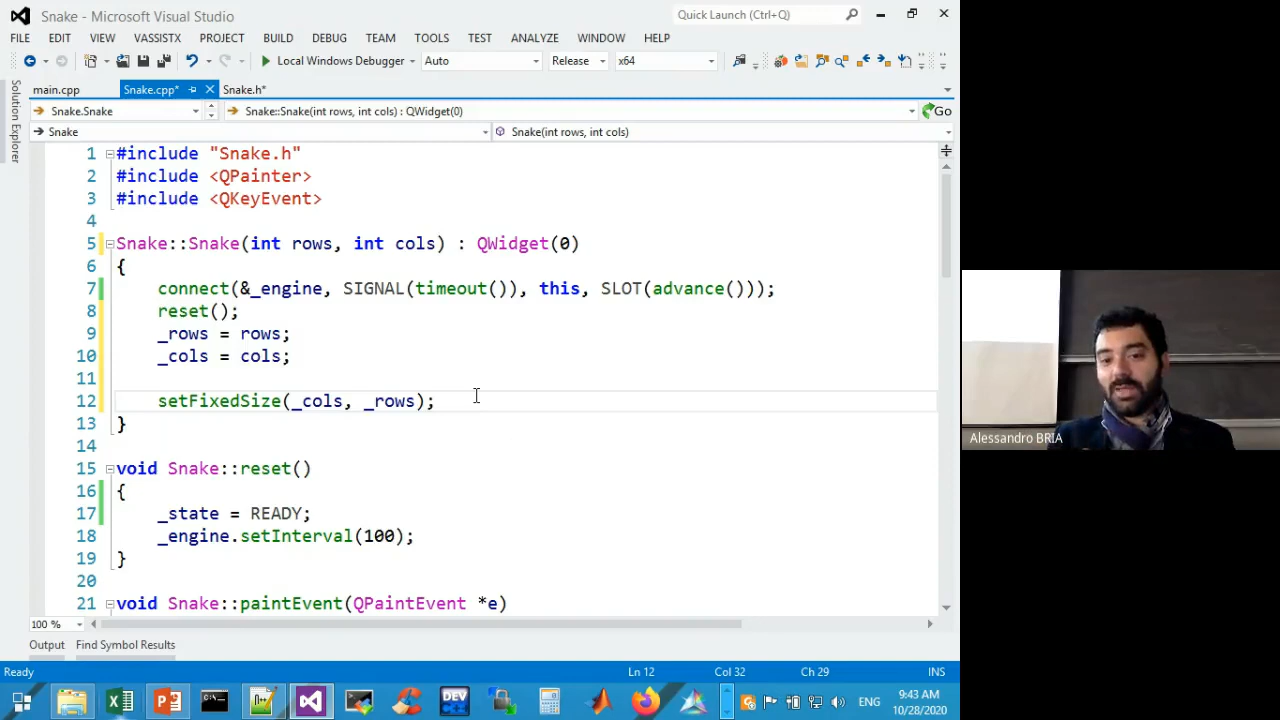 Snake - Microsoft Visual Studio
Quick Launch (Ctrl+Q)
FILE EDIT VIEW VASSISTX PROJECT BUILD DEBUG TEAM TOOLS TEST ANALYZE WINDOW HELP
Local Windows Debugger Auto Release x64
Solution Explorer
main.cpp Snake.cpp* Snake.h*
Snake.Snake Snake::Snake(int rows, int cols) : QWidget(0) Go
Snake Snake(int rows, int cols)
1 #include "Snake.h"
2 #include <QPainter>
3 #include <QKeyEvent>
4
5 Snake::Snake(int rows, int cols) : QWidget(0)
6 {
7 connect(&_engine, SIGNAL(timeout()), this, SLOT(advance()));
8 reset();
9 _rows = rows;
10 _cols = cols;
11
12 setFixedSize(_cols, _rows);
13 }
14
15 void Snake::reset()
16 {
17 _state = READY;
18 _engine.setInterval(100);
19 }
20
21 void Snake::paintEvent(QPaintEvent *e)
100 %
Output Find Symbol Results
Ready Ln 12 Col 32 Ch 29 INS
DEV C++ ENG 9:43 AM
10/28/2020
Alessandro BRIA